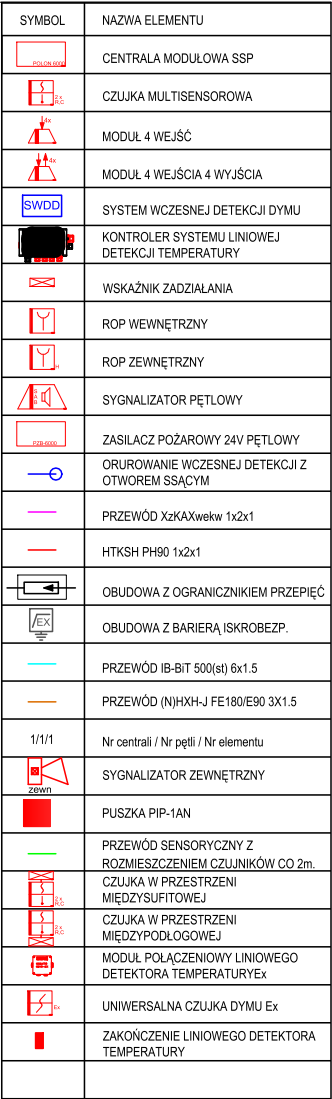 SYMBOL NAZWA ELEMENTU
POLON 6000 CENTRALA MODUŁOWA SSP
2 x
R,C CZUJKA MULTISENSOROWA
4x MODUŁ 4 WEJŚĆ
4x MODUŁ 4 WEJŚCIA 4 WYJŚCIA
SWDD SYSTEM WCZESNEJ DETEKCJI DYMU
KONTROLER SYSTEMU LINIOWEJ
DETEKCJI TEMPERATURY
WSKAŹNIK ZADZIAŁANIA
ROP WEWNĘTRZNY
H ROP ZEWNĘTRZNY
SYGNALIZATOR PĘTLOWY
PZB-6000 ZASILACZ POŻAROWY 24V PĘTLOWY
ORUROWANIE WCZESNEJ DETEKCJI Z
OTWOREM SSĄCYM
PRZEWÓD XzKAXwekw 1x2x1
HTKSH PH90 1x2x1
OBUDOWA Z OGRANICZNIKIEM PRZEPIĘĆ
EX OBUDOWA Z BARIERĄ ISKROBEZP.
PRZEWÓD IB-BiT 500(st) 6x1.5
PRZEWÓD (N)HXH-J FE180/E90 3X1.5
1/1/1 Nr centrali / Nr pętli / Nr elementu
SYGNALIZATOR ZEWNĘTRZNY
zewn
PUSZKA PIP-1AN
PRZEWÓD SENSORYCZNY Z
ROZMIESZCZENIEM CZUJNIKÓW CO 2m.
CZUJKA W PRZESTRZENI
2 x
R,C MIĘDZYSUFITOWEJ
CZUJKA W PRZESTRZENI
2 x
R,C MIĘDZYPODŁOGOWEJ
MODUŁ POŁĄCZENIOWY LINIOWEGO
DETEKTORA TEMPERATURYEx
Ex UNIWERSALNA CZUJKA DYMU Ex
ZAKOŃCZENIE LINIOWEGO DETEKTORA
TEMPERATURY